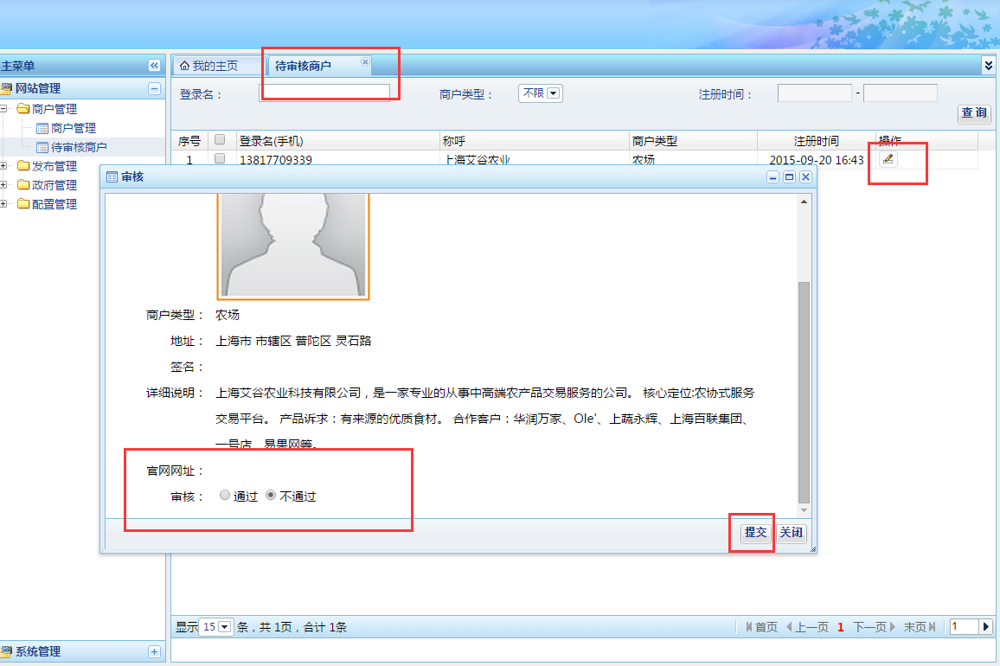 主菜单
网站管理
商户管理
商户管理
待审核商户
发布管理
政府管理
配置管理
系统管理
我的主页 待审核商户
登录名： 商户类型： 不限 注册时间： -
查询
序号 登录名(手机) 称呼 商户类型 注册时间 操作
1 13817709339 上海艾谷农业 农场 2015-09-20 16:43
审核
商户类型： 农场
地址： 上海市 市辖区 普陀区 灵石路
签名：
详细说明： 上海艾谷农业科技有限公司，是一家专业的从事中高端农产品交易服务的公司。 核心定位:农协式服务
交易平台。 产品诉求：有来源的优质食材。 合作客户：华润万家、Ole'、上蔬永辉、上海百联集团、
一号店、易果网等。
官网网址：
审核： 通过 不通过
提交 关闭
显示 15 条，共 1页，合计 1条 首页 上一页 1 下一页 末页 1